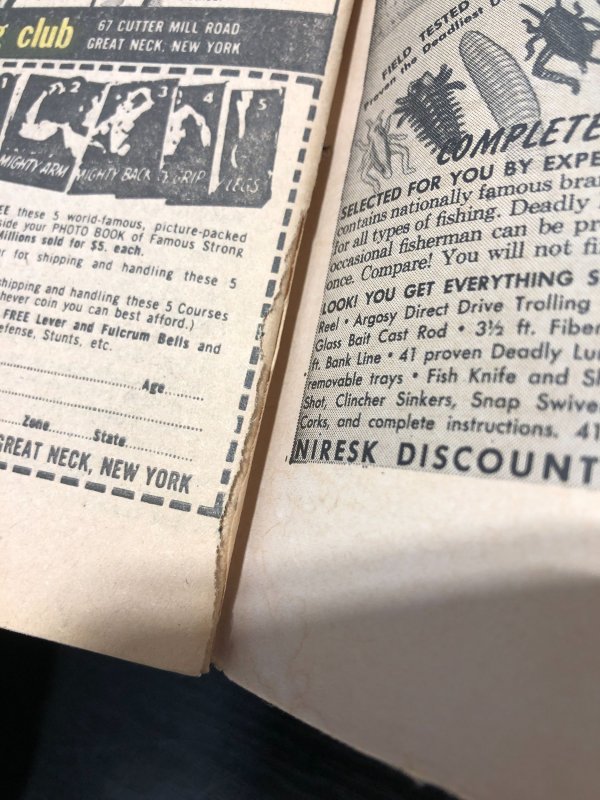 g club
67 CUTTER MILL ROAD
GREAT NECK, NEW YORK
1 2 3 4 5
MIGHTY ARM MIGHTY BACK GRIP LEGS
EE these 5 world-famous, picture-packed
side your PHOTO BOOK of Famous Strong
Millions sold for $5. each.
r for shipping and handling these 5
shipping and handling these 5 Courses
hever coin you can best afford.)
FREE Lever and Fulcrum Bells and
efense, Stunts, etc.
Age
Zone State
GREAT NECK, NEW YORK
FIELD TESTED
Proven the Deadliest
COMPLETE
SELECTED FOR YOU BY EXPE
contains nationally famous bra
for all types of fishing. Deadly
occasional fisherman can be pr
once. Compare! You will not fi
LOOK! YOU GET EVERYTHING S
Reel • Argosy Direct Drive Trolling
Glass Bait Cast Rod • 3½ ft. Fiber
ft. Bank Line • 41 proven Deadly Lu
removable trays • Fish Knife and S
Shot, Clincher Sinkers, Snap Swive
Corks, and complete instructions. 41
NIRESK DISCOUNT